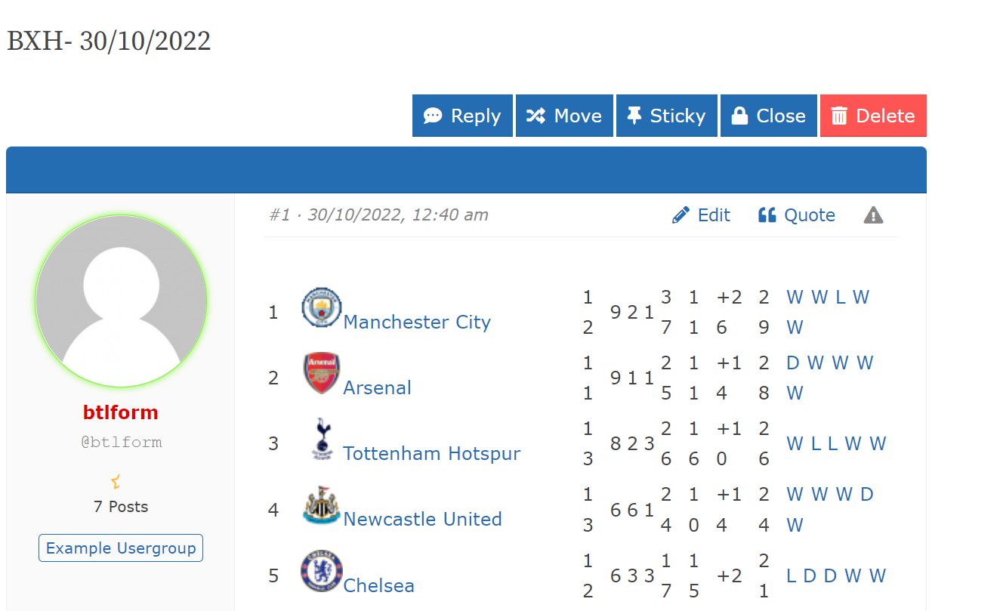 BXH- 30/10/2022
Reply Move Sticky Close Delete
#1 · 30/10/2022, 12:40 am Edit Quote
btlform
@btlform
7 Posts
Example Usergroup
1 Manchester City 12 9 2 1 37 11 +26 29 W W L W W
2 Arsenal 11 9 1 1 25 11 +14 28 D W W W W
3 Tottenham Hotspur 13 8 2 3 26 16 +10 26 W L L W W
4 Newcastle United 13 6 6 1 24 10 +14 24 W W W D W
5 Chelsea 12 6 3 3 17 15 +2 21 L D D W W